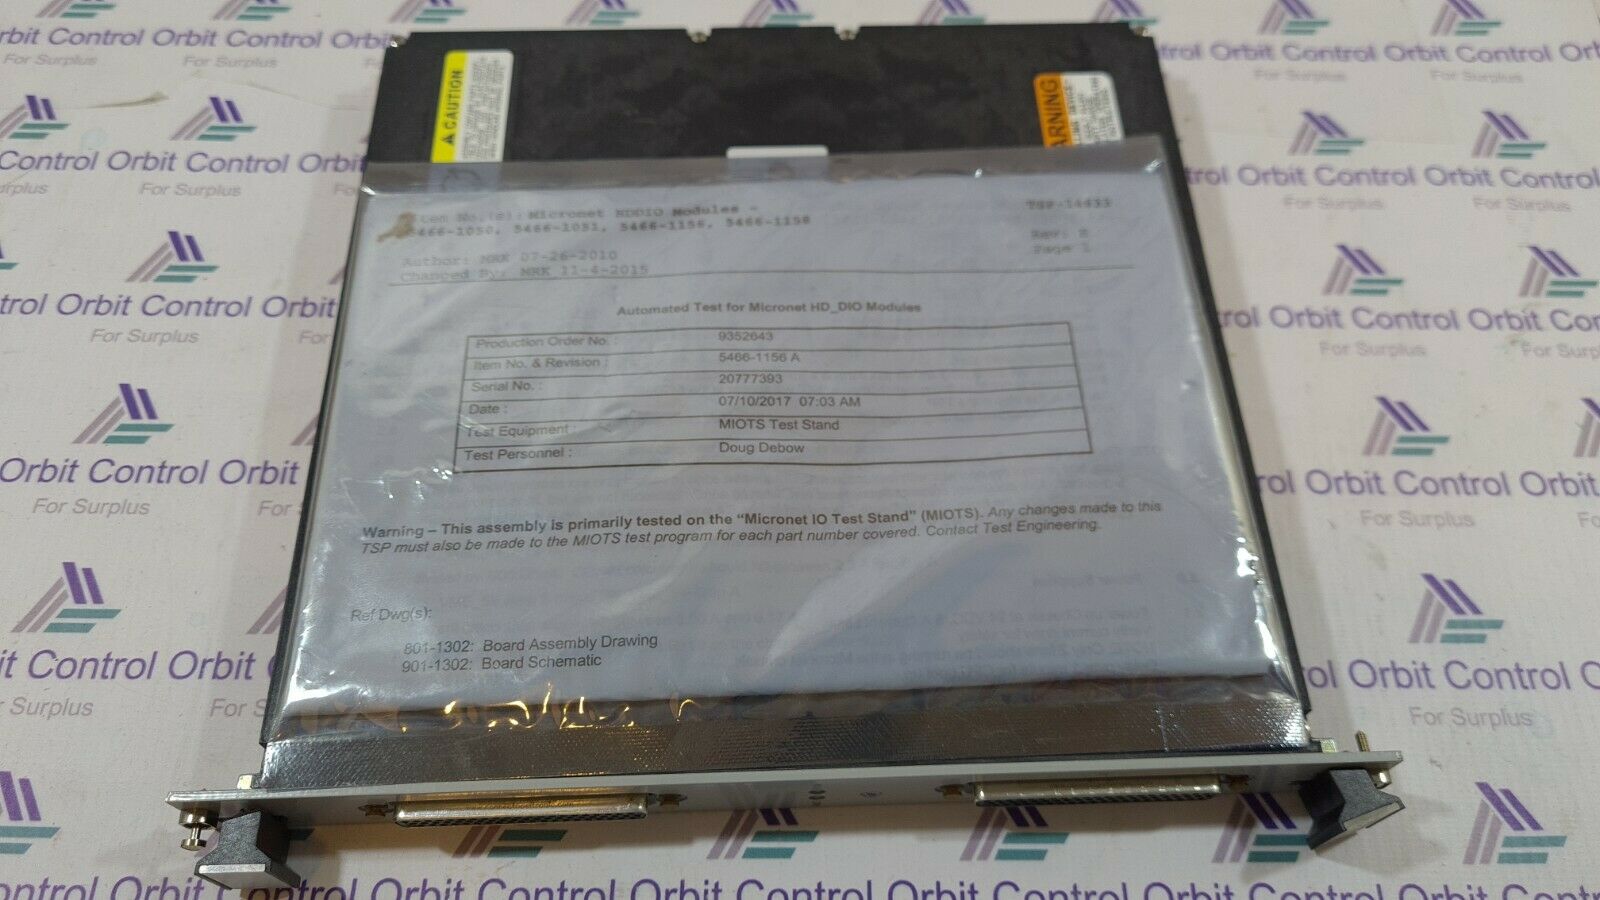 Orbit Control
For Surplus
CAUTION
WARNING
Item No.(s): Micronet HDDIO Modules -
5466-1050, 5466-1051, 5466-1156, 5466-1158
Author: MRK 07-26-2010
Changed By: MRK 11-4-2015
Rev: E
Page 1
Automated Test for Micronet HD_DIO Modules
Production Order No. : 9352643
Item No. & Revision : 5466-1156 A
Serial No. : 20777393
Date : 07/10/2017 07:03 AM
Test Equipment : MIOTS Test Stand
Test Personnel : Doug Debow
Warning – This assembly is primarily tested on the “Micronet IO Test Stand” (MIOTS). Any changes made to this
TSP must also be made to the MIOTS test program for each part number covered. Contact Test Engineering.
Ref Dwg(s):
801-1302: Board Assembly Drawing
901-1302: Board Schematic